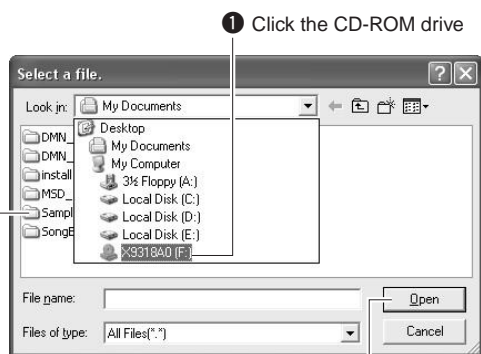 ❶ Click the CD-ROM drive
Select a file.
Look in: My Documents
Desktop
My Documents
My Computer
3½ Floppy (A:)
Local Disk (C:)
Local Disk (D:)
Local Disk (E:)
X9318A0 (F:)
DMN_
DMN_
install
MSD_
Sampl
SongE
File name:
Open
Files of type: All Files(*.*)
Cancel